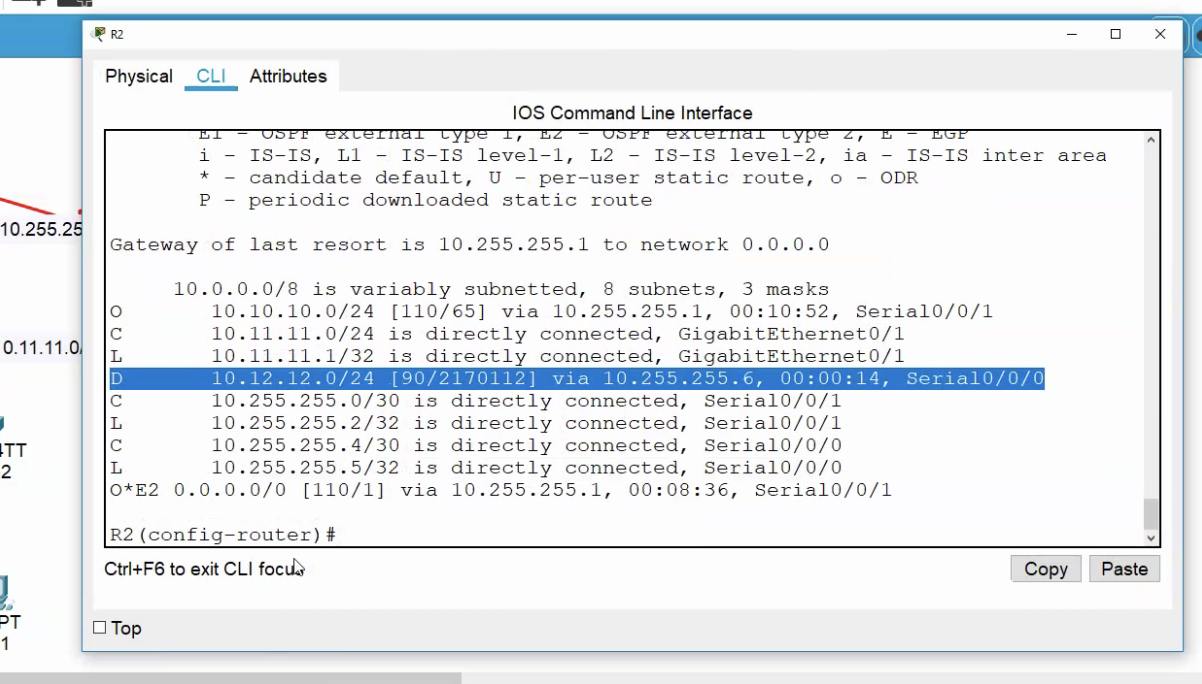 R2
Physical CLI Attributes
IOS Command Line Interface
E1 - OSPF external type 1, E2 - OSPF external type 2, E - EGP
i - IS-IS, L1 - IS-IS level-1, L2 - IS-IS level-2, ia - IS-IS inter area
* - candidate default, U - per-user static route, o - ODR
P - periodic downloaded static route
Gateway of last resort is 10.255.255.1 to network 0.0.0.0
10.0.0.0/8 is variably subnetted, 8 subnets, 3 masks
O 10.10.10.0/24 [110/65] via 10.255.255.1, 00:10:52, Serial0/0/1
C 10.11.11.0/24 is directly connected, GigabitEthernet0/1
L 10.11.11.1/32 is directly connected, GigabitEthernet0/1
D 10.12.12.0/24 [90/2170112] via 10.255.255.6, 00:00:14, Serial0/0/0
C 10.255.255.0/30 is directly connected, Serial0/0/1
L 10.255.255.2/32 is directly connected, Serial0/0/1
C 10.255.255.4/30 is directly connected, Serial0/0/0
L 10.255.255.5/32 is directly connected, Serial0/0/0
O*E2 0.0.0.0/0 [110/1] via 10.255.255.1, 00:08:36, Serial0/0/1
R2(config-router)#
Ctrl+F6 to exit CLI focus
Copy Paste
Top
10.255.25
0.11.11.0/
4TT
2
PT
1